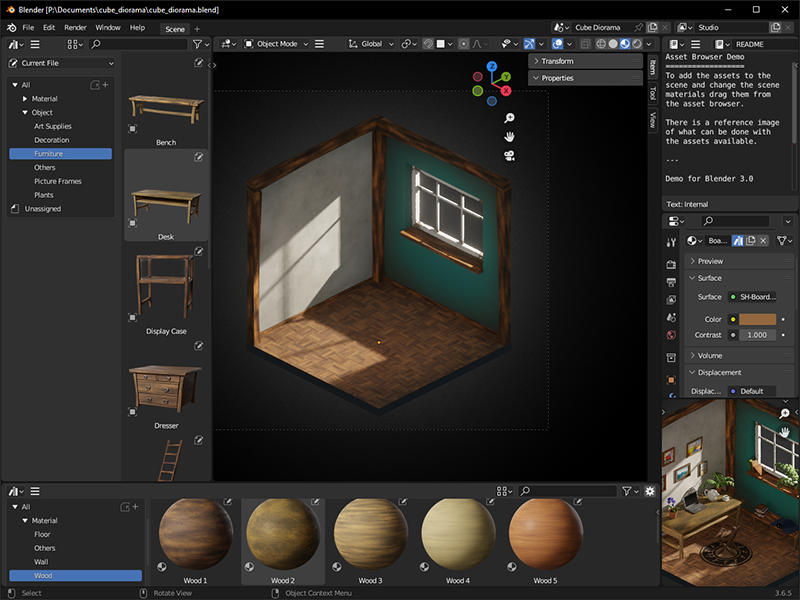 Blender [P:\Documents\cube_diorama\cube_diorama.blend]
File Edit Render Window Help Scene Cube Diorama Studio
Object Mode Global README
Current File
All
Material
Object
Art Supplies
Decoration
Furniture
Others
Picture Frames
Plants
Unassigned
Bench
Desk
Display Case
Dresser
Z
Y
X
Transform
Properties
Item
Tool
View
Asset Browser Demo
==================
To add the assets to the
scene and change the scene
materials drag them from
the asset browser.
There is a reference image
of what can be done with
the assets available.
---
Demo for Blender 3.0
Text: Internal
Boa...
Preview
Surface
Surface SH-Board...
Color
Contrast 1.000
Volume
Displacement
Displac... Default
All
Material
Floor
Others
Wall
Wood
Wood 1
Wood 2
Wood 3
Wood 4
Wood 5
Select Rotate View Object Context Menu 3.6.5